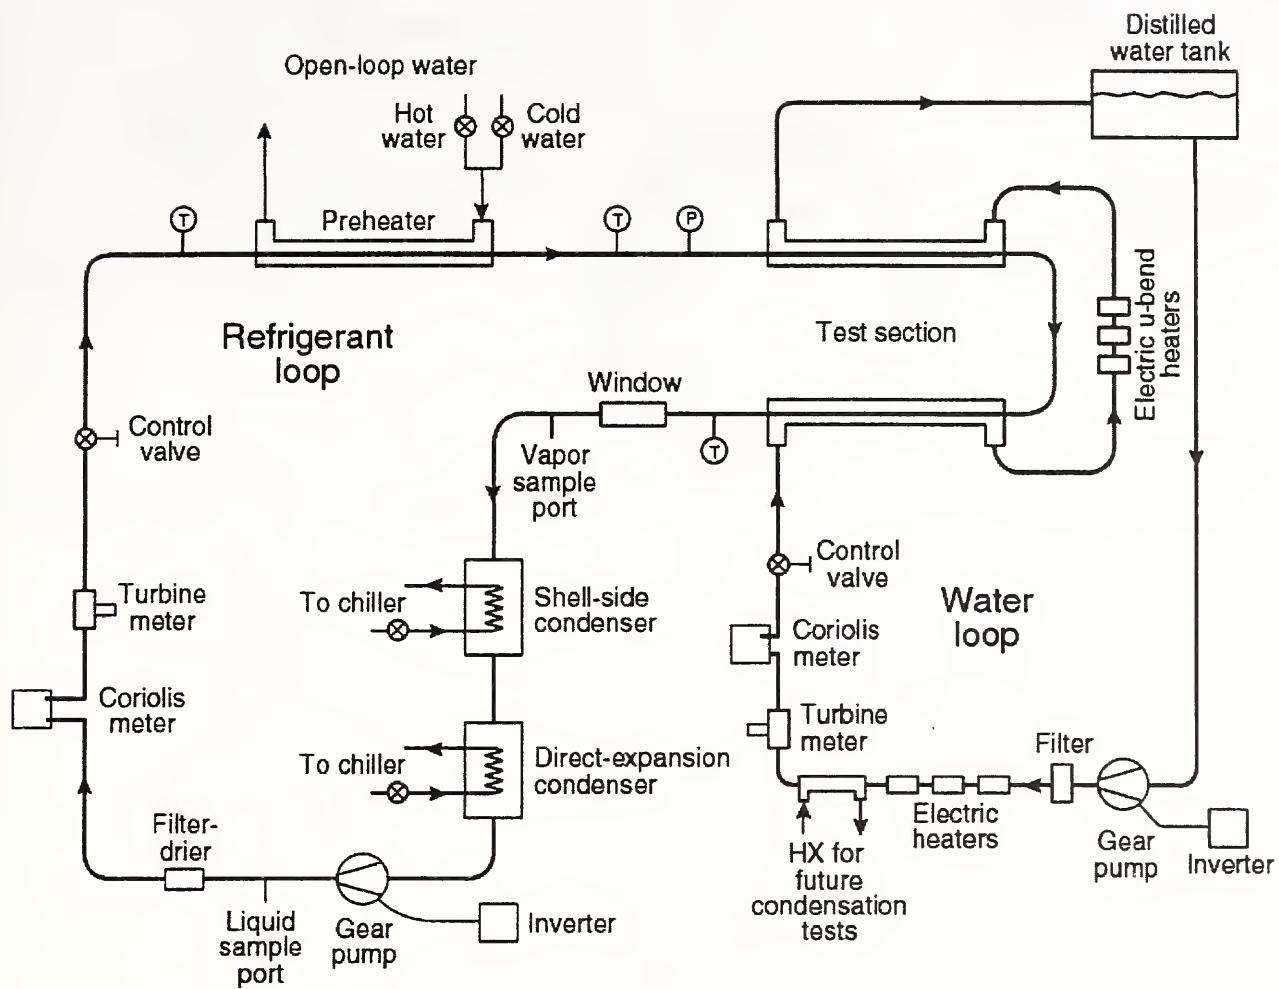 Distilled
water tank
Open-loop water
Hot
water
Cold
water
T
Preheater
T
P
Electric u-bend
heaters
Refrigerant
loop
Test section
Window
Control
valve
Vapor
sample
port
T
Control
valve
Turbine
meter
To chiller
Shell-side
condenser
Water
loop
Coriolis
meter
Coriolis
meter
Turbine
meter
To chiller
Direct-expansion
condenser
Filter
Electric
heaters
Gear
pump
Inverter
HX for
future
condensation
tests
Filter-
drier
Liquid
sample
port
Gear
pump
Inverter